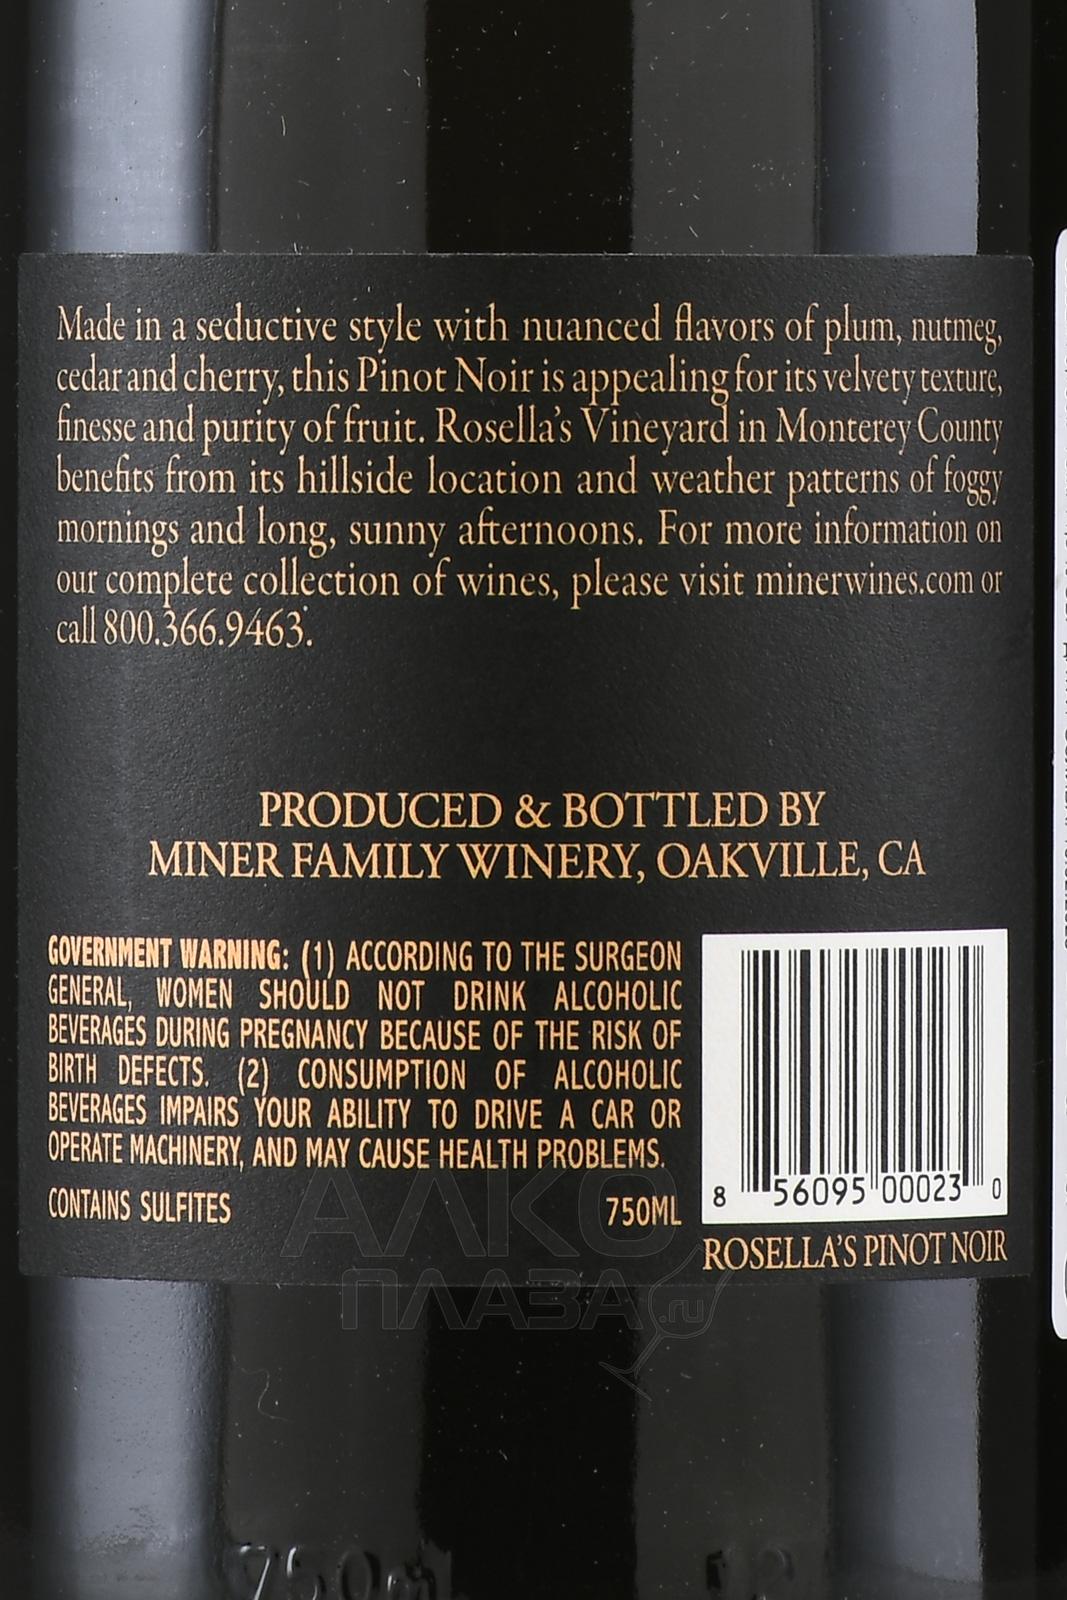 Made in a seductive style with nuanced flavors of plum, nutmeg,
cedar and cherry, this Pinot Noir is appealing for its velvety texture,
finesse and purity of fruit. Rosella's Vineyard in Monterey County
benefits from its hillside location and weather patterns of foggy
mornings and long, sunny afternoons. For more information on
our complete collection of wines, please visit minerwines.com or
call 800.366.9463.
PRODUCED & BOTTLED BY
MINER FAMILY WINERY, OAKVILLE, CA
GOVERNMENT WARNING: (1) ACCORDING TO THE SURGEON
GENERAL, WOMEN SHOULD NOT DRINK ALCOHOLIC
BEVERAGES DURING PREGNANCY BECAUSE OF THE RISK OF
BIRTH DEFECTS. (2) CONSUMPTION OF ALCOHOLIC
BEVERAGES IMPAIRS YOUR ABILITY TO DRIVE A CAR OR
OPERATE MACHINERY, AND MAY CAUSE HEALTH PROBLEMS.
CONTAINS SULFITES 750ML
8 56095 00023 0
ROSELLA'S PINOT NOIR
АЛКО
ПЛАЗА.ru
750ml 12